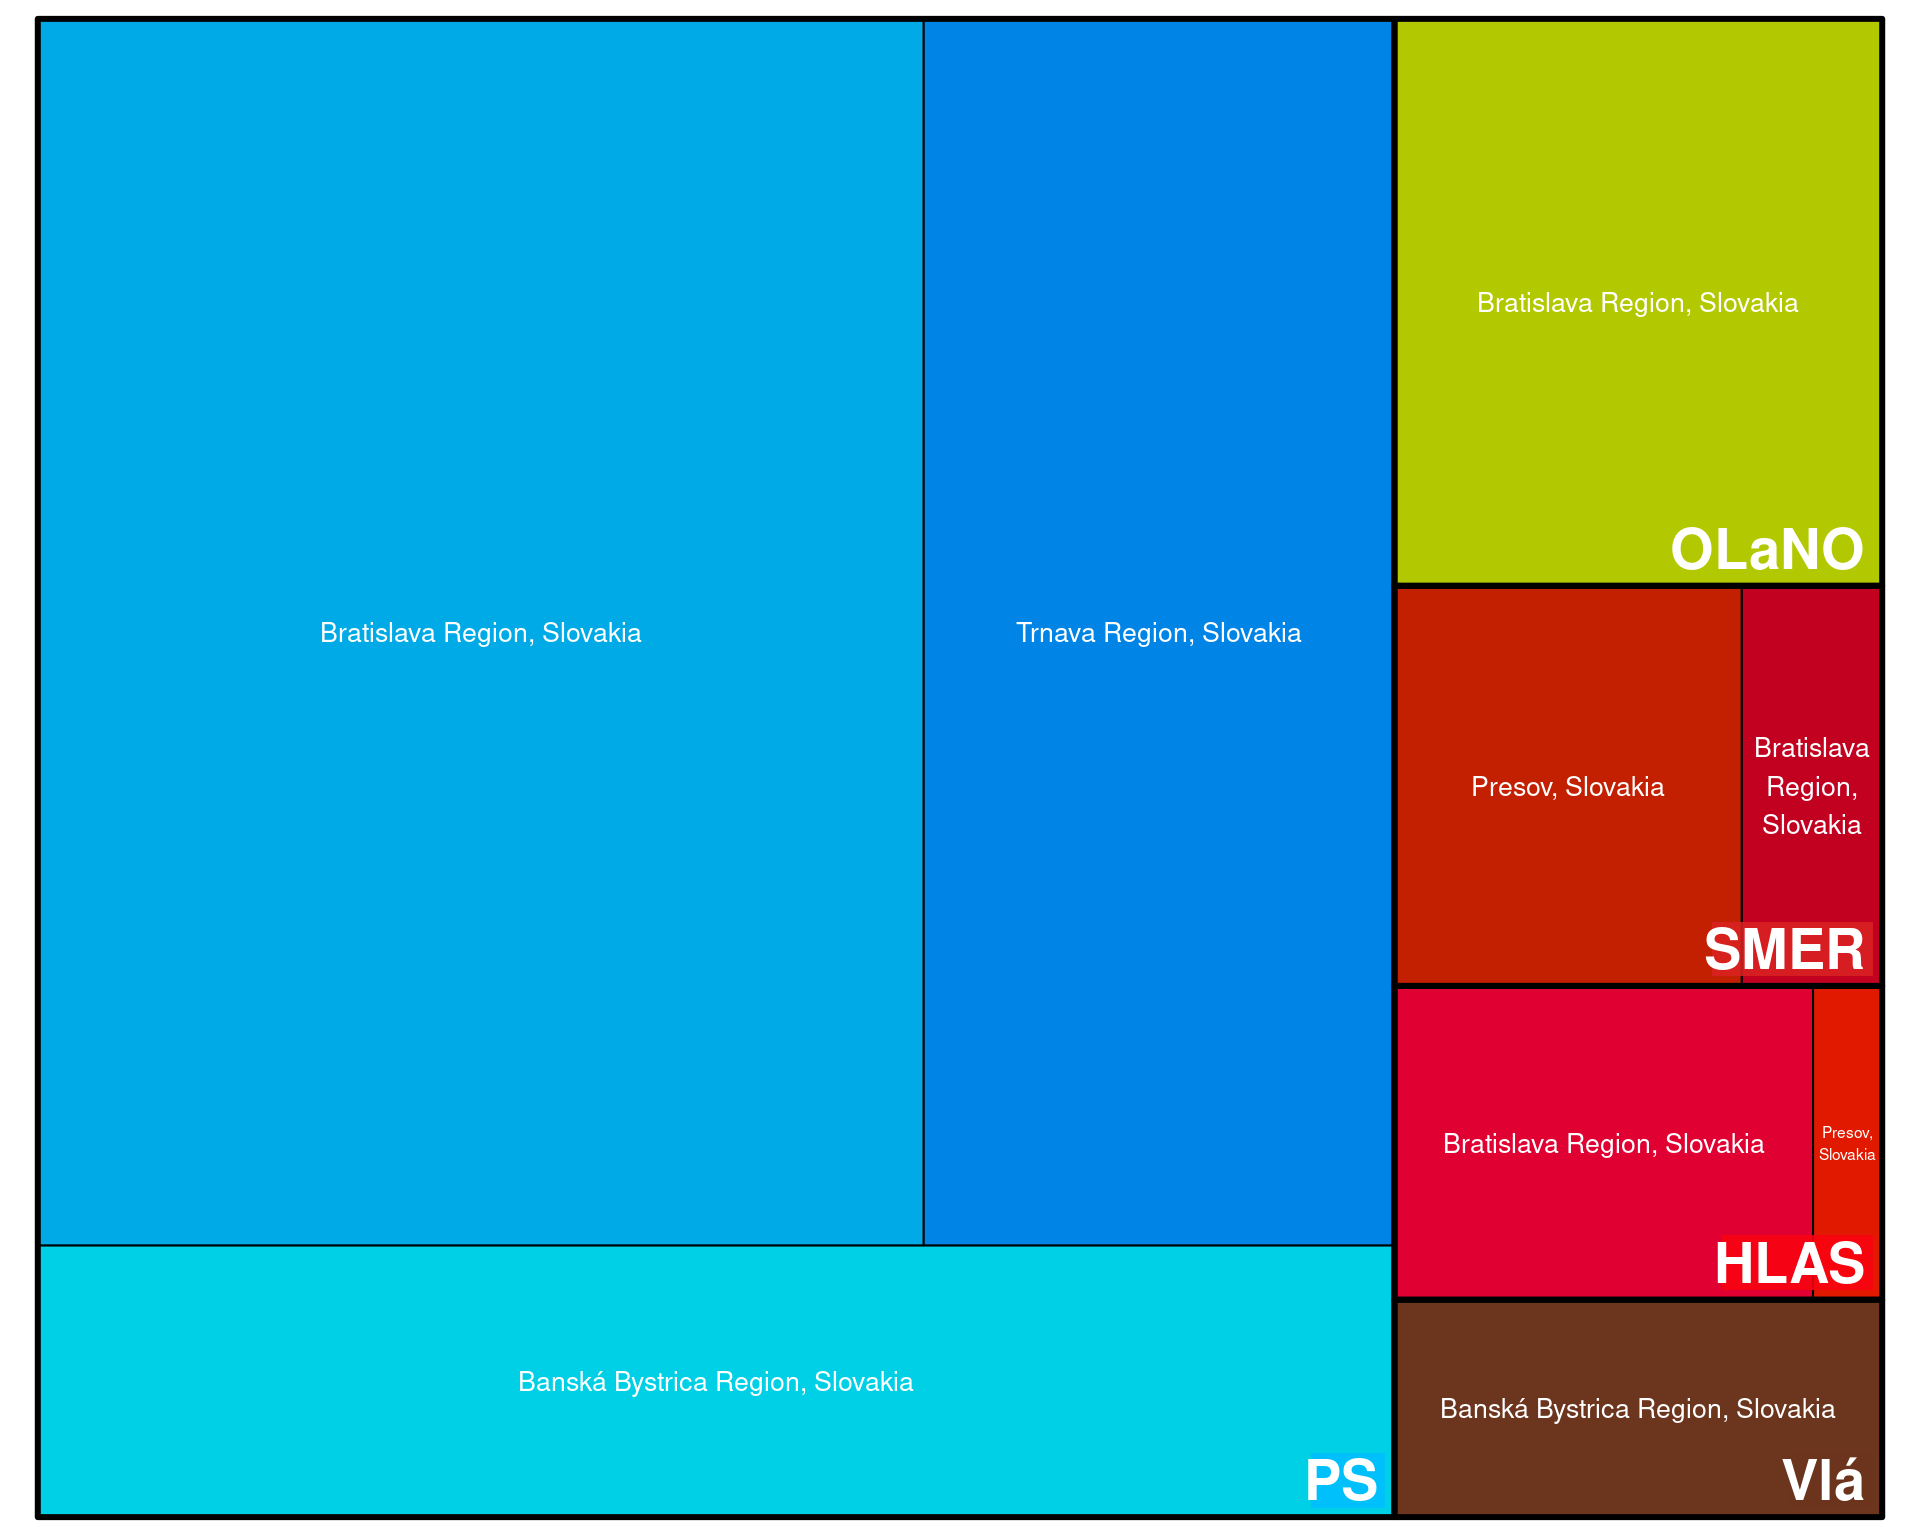 Bratislava Region, Slovakia
Trnava Region, Slovakia
Banská Bystrica Region, Slovakia
PS
Bratislava Region, Slovakia
OLaNO
Presov, Slovakia
Bratislava
Region,
Slovakia
SMER
Bratislava Region, Slovakia
Presov,
Slovakia
HLAS
Banská Bystrica Region, Slovakia
Vlá